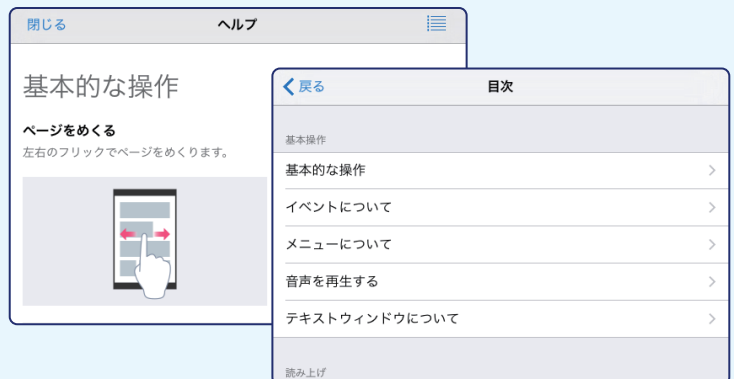 閉じる
ヘルプ
基本的な操作
ページをめくる
左右のフリックでページをめくります。
戻る
目次
基本操作
基本的な操作
イベントについて
メニューについて
音声を再生する
テキストウィンドウについて
読み上げ